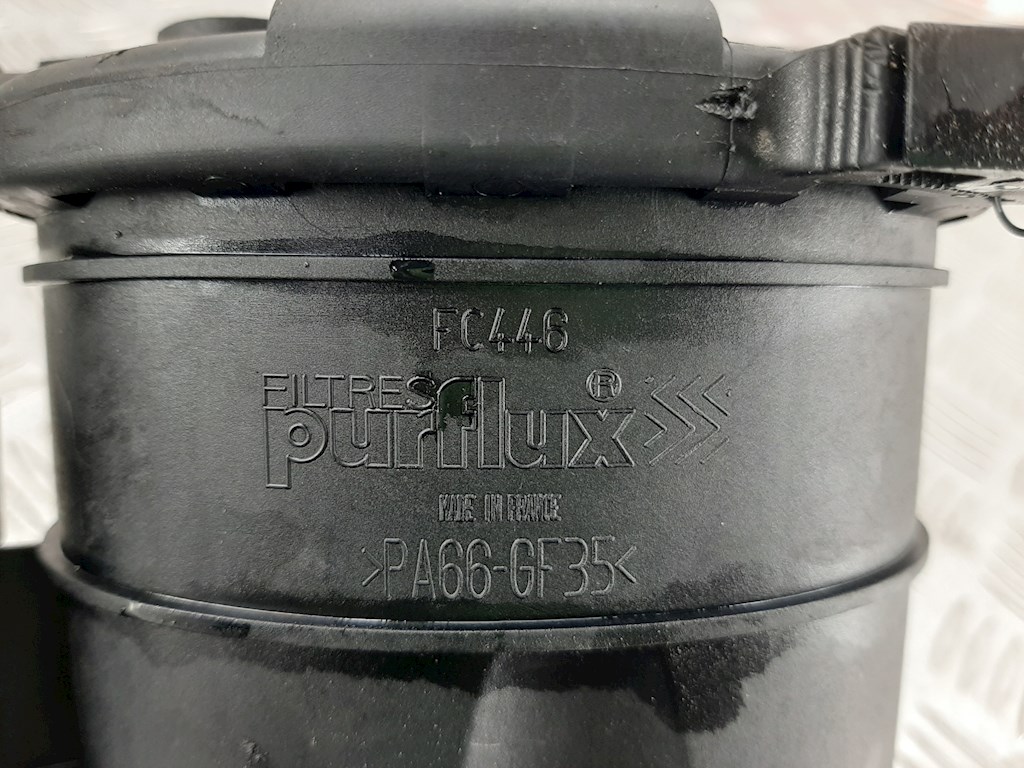 FC446
FILTRES
purflux®
MADE IN FRANCE
>PA66-GF35<